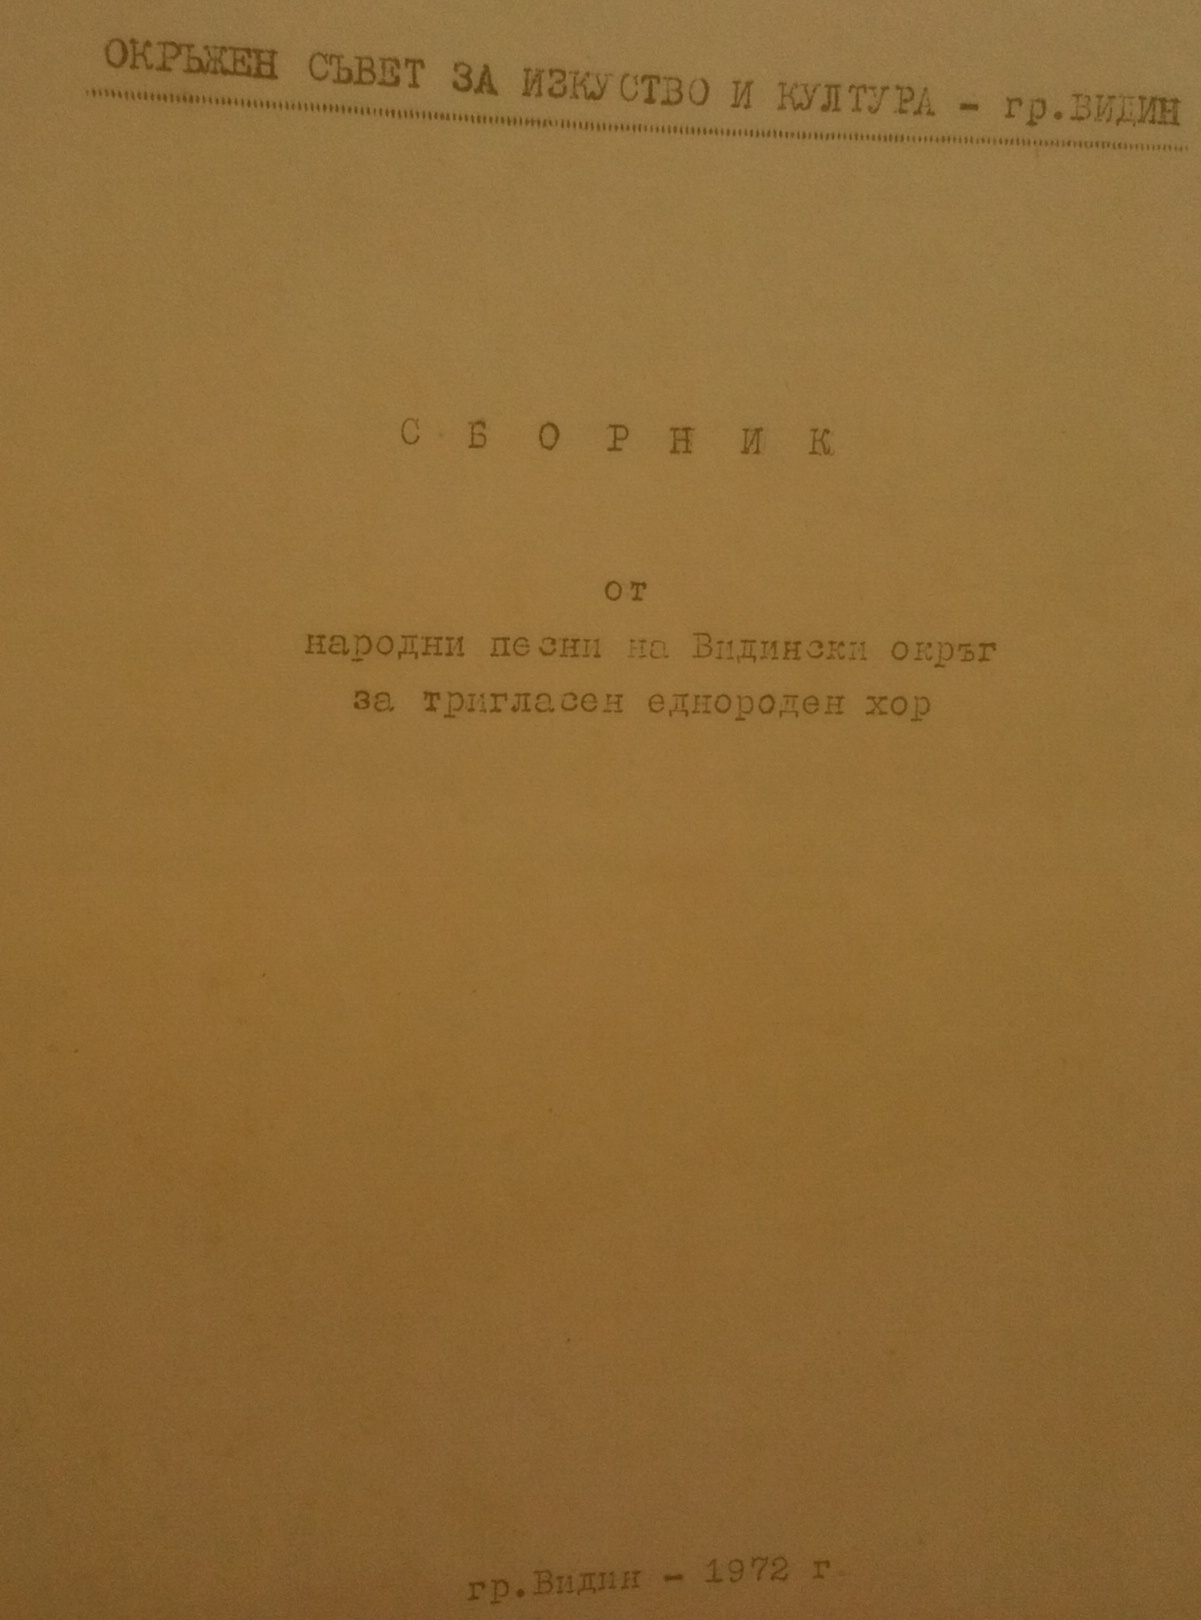 ОКРЪЖЕН СЪВЕТ ЗА ИЗКУСТВО И КУЛТУРА - гр.ВИДИН
С Б О Р Н И К
от
народни песни на Видински окръг
за тригласен еднороден хор
гр.Видин - 1972 г.